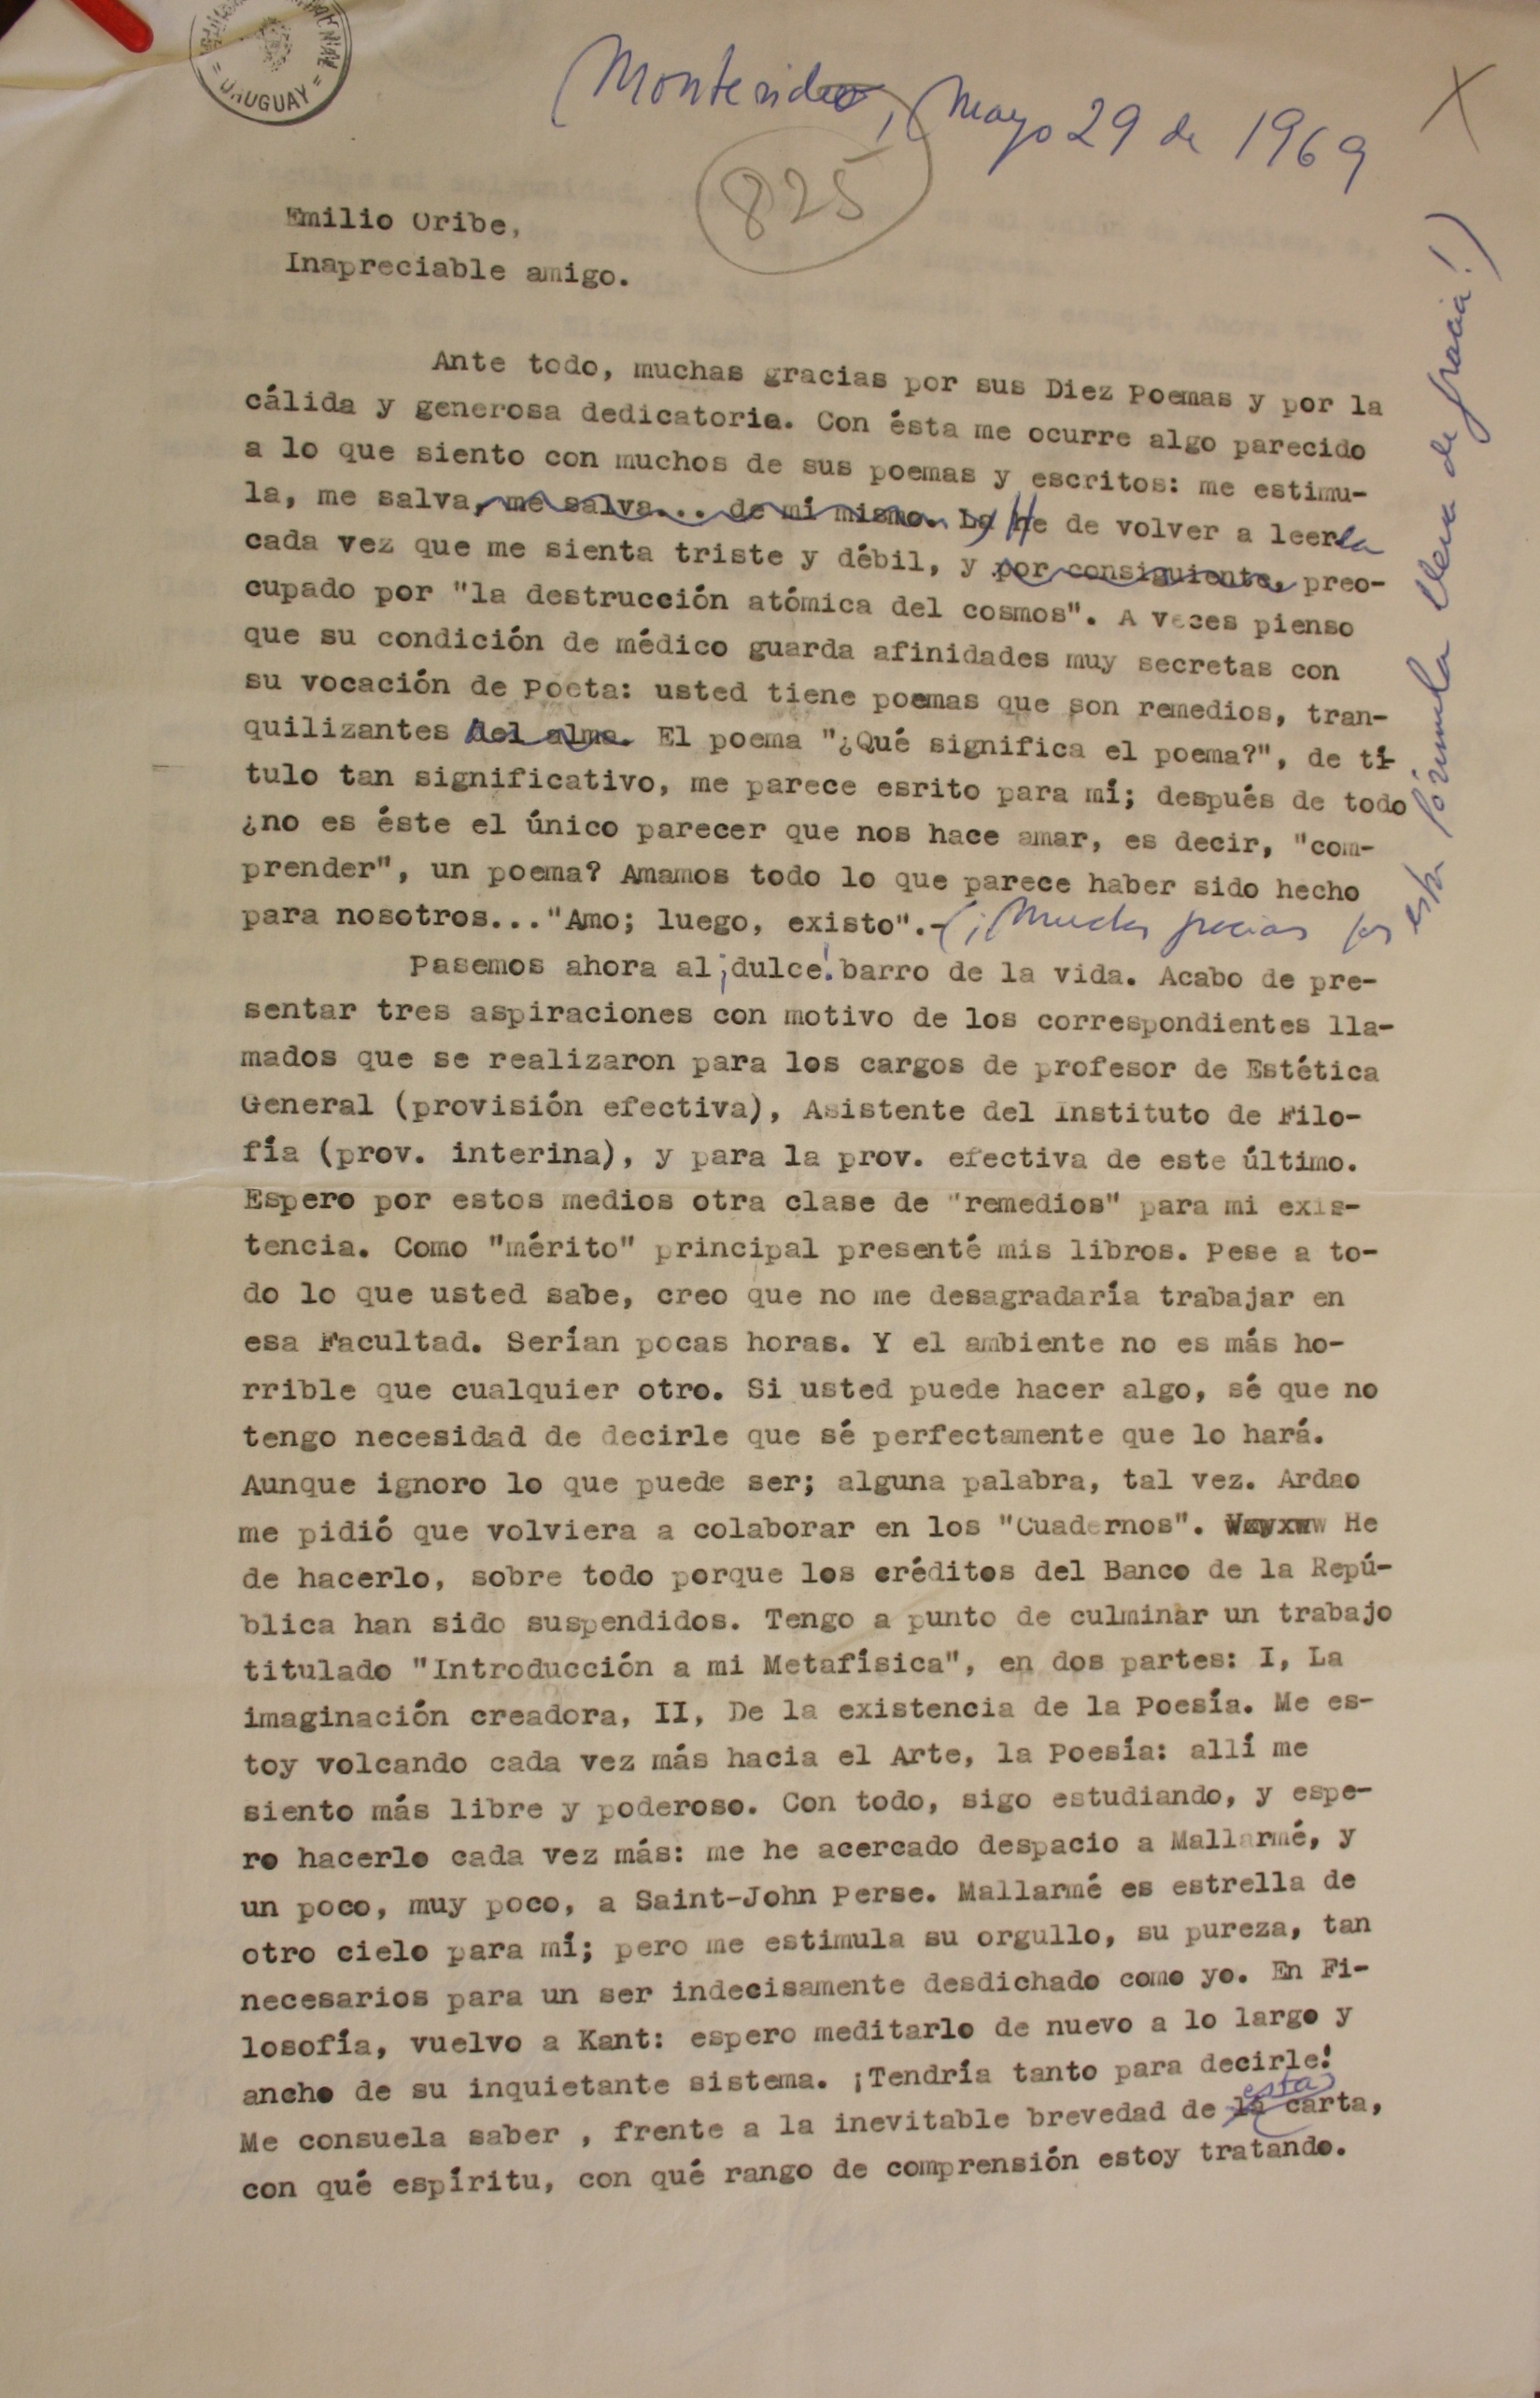 URUGUAY
Montevideo, Mayo 29 de 1969
825
Emilio Oribe,
Inapreciable amigo.
Ante todo, muchas gracias por sus Diez Poemas y por la
cálida y generosa dedicatoria. Con ésta me ocurre algo parecido
a lo que siento con muchos de sus poemas y escritos: me estimu-
la, me salva, me salva... de mí mismo. La He de volver a leerla
cada vez que me sienta triste y débil, y por consiguiente, preo-
cupado por "la destrucción atómica del cosmos". A veces pienso
que su condición de médico guarda afinidades muy secretas con
su vocación de Poeta: usted tiene poemas que son remedios, tran-
quilizantes del alma. El poema "¿Qué significa el poema?", de tí-
tulo tan significativo, me parece esrito para mí; después de todo
¿no es éste el único parecer que nos hace amar, es decir, "com-
prender", un poema? Amamos todo lo que parece haber sido hecho
para nosotros..."Amo; luego, existo".- (¡Muchas gracias por esta fórmula llena de gracia!)
Pasemos ahora al ¡dulce! barro de la vida. Acabo de pre-
sentar tres aspiraciones con motivo de los correspondientes lla-
mados que se realizaron para los cargos de profesor de Estética
General (provisión efectiva), Asistente del Instituto de Filo-
fía (prov. interina), y para la prov. efectiva de este último.
Espero por estos medios otra clase de "remedios" para mi exis-
tencia. Como "mérito" principal presenté mis libros. Pese a to-
do lo que usted sabe, creo que no me desagradaría trabajar en
esa Facultad. Serían pocas horas. Y el ambiente no es más ho-
rrible que cualquier otro. Si usted puede hacer algo, sé que no
tengo necesidad de decirle que sé perfectamente que lo hará.
Aunque ignoro lo que puede ser; alguna palabra, tal vez. Ardao
me pidió que volviera a colaborar en los "Cuadernos". He
de hacerlo, sobre todo porque los créditos del Banco de la Repú-
blica han sido suspendidos. Tengo a punto de culminar un trabajo
titulado "Introducción a mi Metafísica", en dos partes: I, La
imaginación creadora, II, De la existencia de la Poesía. Me es-
toy volcando cada vez más hacia el Arte, la Poesía: allí me
siento más libre y poderoso. Con todo, sigo estudiando, y espe-
ro hacerlo cada vez más: me he acercado despacio a Mallarmé, y
un poco, muy poco, a Saint-John Perse. Mallarmé es estrella de
otro cielo para mí; pero me estimula su orgullo, su pureza, tan
necesarios para un ser indecisamente desdichado como yo. En Fi-
losofía, vuelvo a Kant: espero meditarlo de nuevo a lo largo y
ancho de su inquietante sistema. ¡Tendría tanto para decirle!
Me consuela saber , frente a la inevitable brevedad de la esta carta,
con qué espíritu, con qué rango de comprensión estoy tratando.